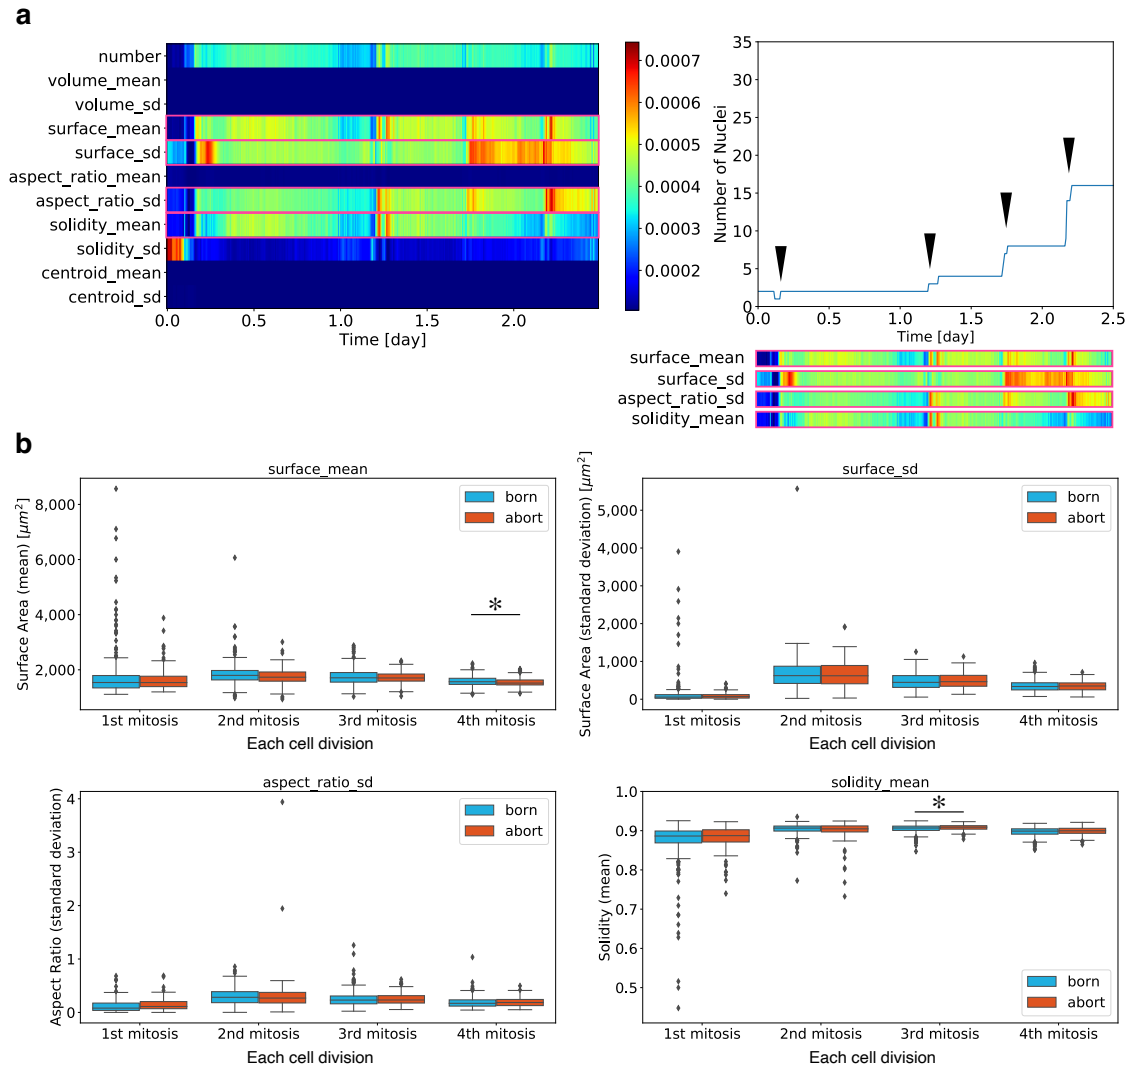 a
number
volume_mean
volume_sd
surface_mean
surface_sd
aspect_ratio_mean
aspect_ratio_sd
solidity_mean
solidity_sd
centroid_mean
centroid_sd
0.0 0.5 1.0 1.5 2.0
Time [day]
0.0007
0.0006
0.0005
0.0004
0.0003
0.0002
Number of Nuclei
35
30
25
20
15
10
5
0
0.0 0.5 1.0 1.5 2.0 2.5
Time [day]
surface_mean
surface_sd
aspect_ratio_sd
solidity_mean
b
surface_mean
Surface Area (mean) [μm²]
8,000
6,000
4,000
2,000
born
abort
*
1st mitosis 2nd mitosis 3rd mitosis 4th mitosis
Each cell division
surface_sd
Surface Area (standard deviation) [μm²]
5,000
4,000
3,000
2,000
1,000
0
born
abort
1st mitosis 2nd mitosis 3rd mitosis 4th mitosis
Each cell division
aspect_ratio_sd
Aspect Ratio (standard deviation)
4
3
2
1
0
born
abort
1st mitosis 2nd mitosis 3rd mitosis 4th mitosis
Each cell division
solidity_mean
Solidity (mean)
1.0
0.9
0.8
0.7
0.6
0.5
*
born
abort
1st mitosis 2nd mitosis 3rd mitosis 4th mitosis
Each cell division